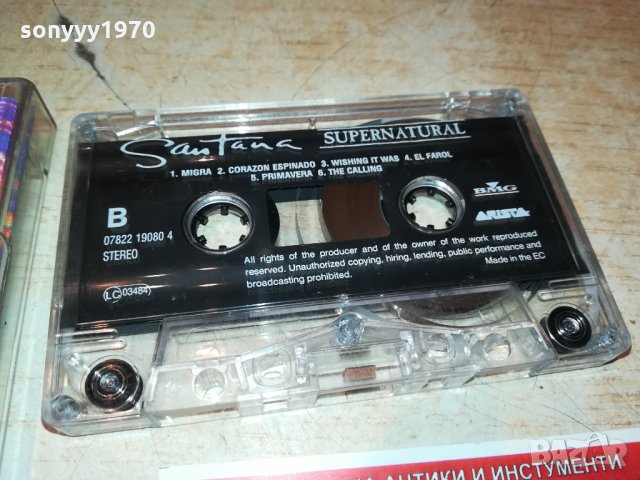 sonyyy1970
Santana SUPERNATURAL
1. MIGRA 2. CORAZON ESPINADO 3. WISHING IT WAS 4. EL FAROL
5. PRIMAVERA 6. THE CALLING
B
07822 19080 4
STEREO
BMG
ARISTA
All rights of the producer and of the owner of the work reproduced
reserved. Unauthorized copying, hiring, lending, public performance and
broadcasting prohibited.
Made in the EC
LC 03484
BAZAR
АНТИКИ И ИНСТУМЕНТИ